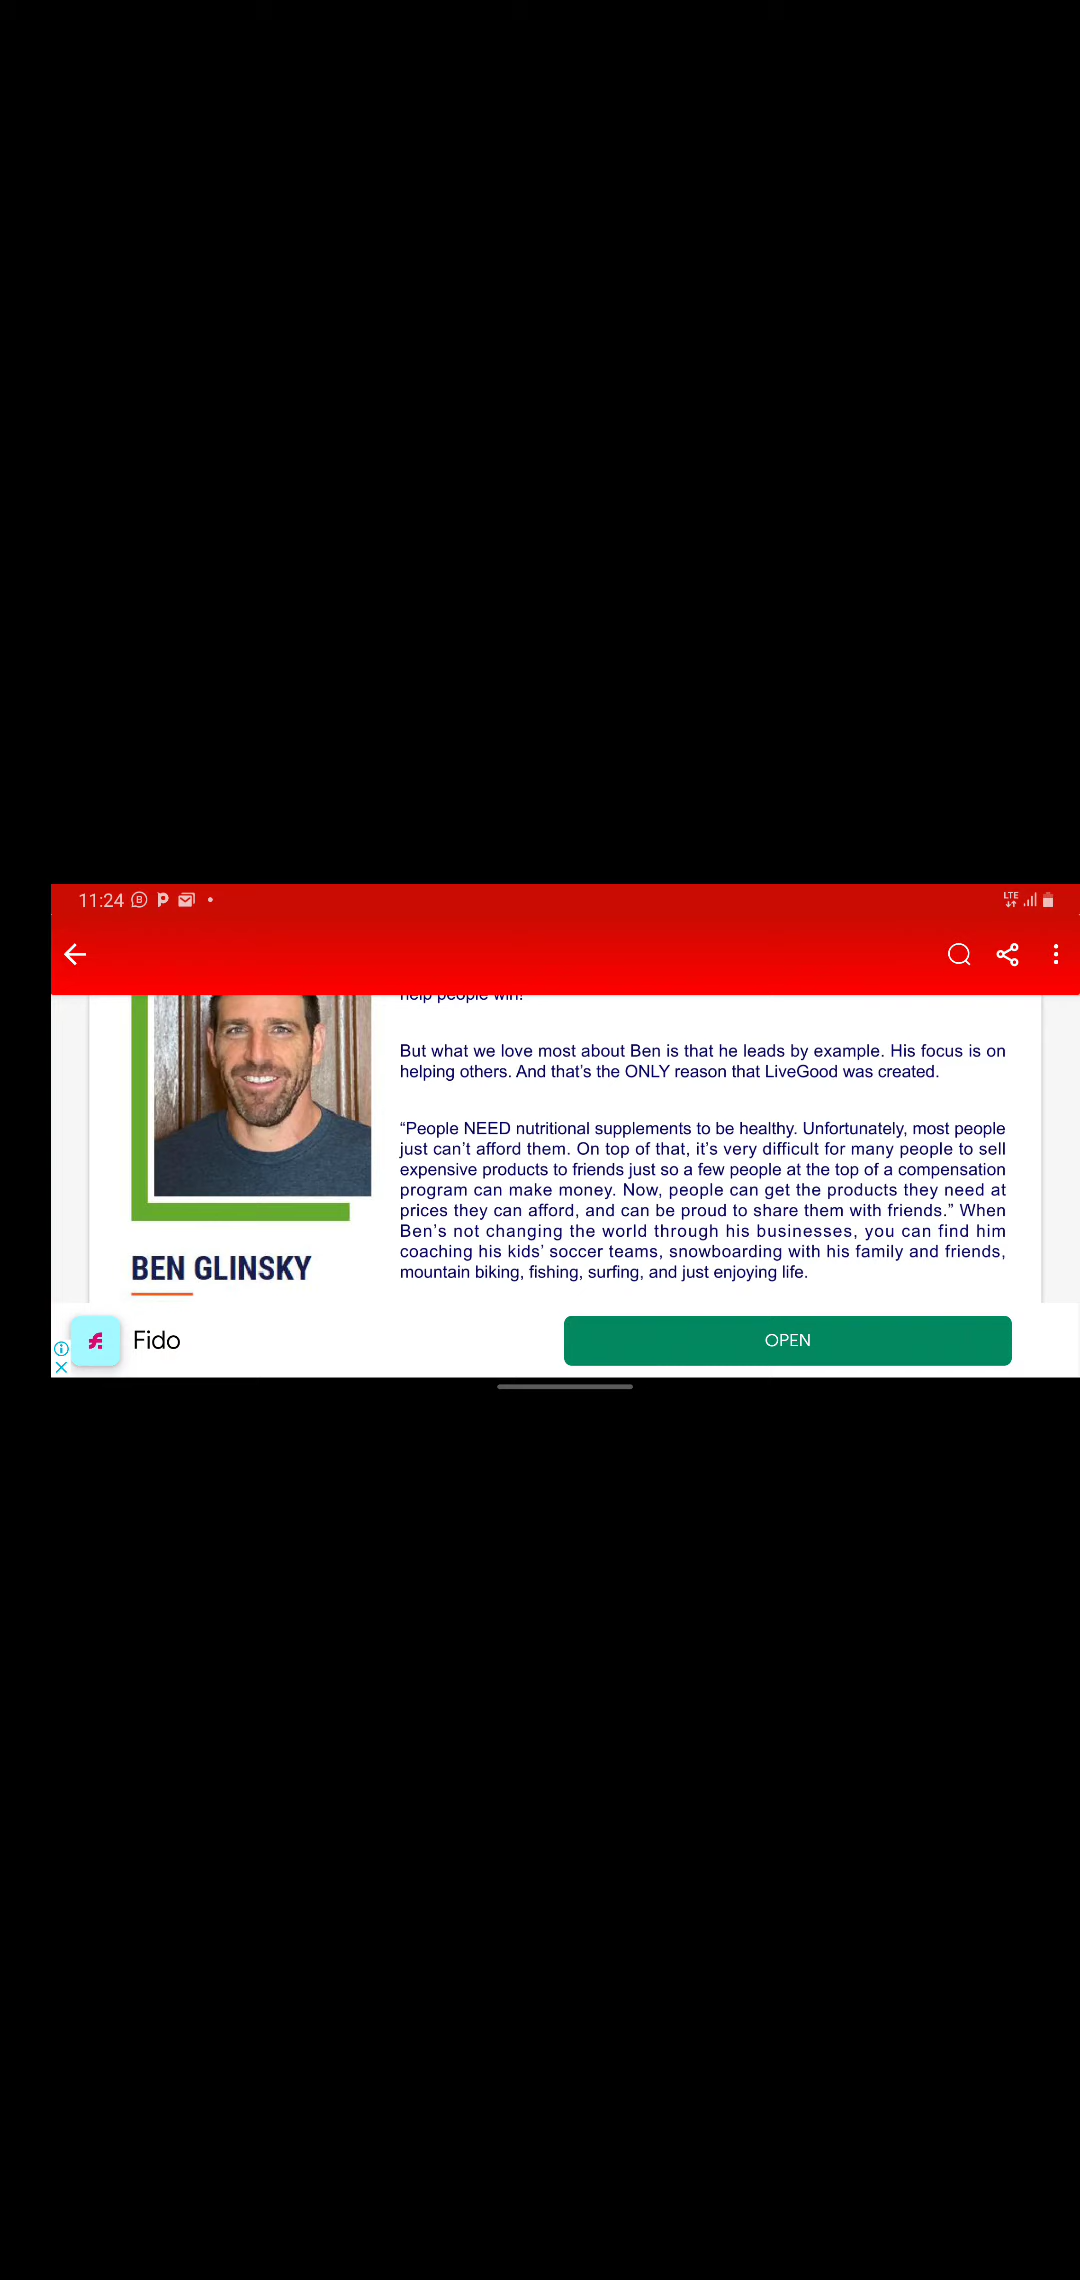 11:24
LTE
help people win!
But what we love most about Ben is that he leads by example. His focus is on
helping others. And that’s the ONLY reason that LiveGood was created.
“People NEED nutritional supplements to be healthy. Unfortunately, most people
just can’t afford them. On top of that, it’s very difficult for many people to sell
expensive products to friends just so a few people at the top of a compensation
program can make money. Now, people can get the products they need at
prices they can afford, and can be proud to share them with friends.” When
Ben’s not changing the world through his businesses, you can find him
coaching his kids’ soccer teams, snowboarding with his family and friends,
mountain biking, fishing, surfing, and just enjoying life.
BEN GLINSKY
Fido
OPEN